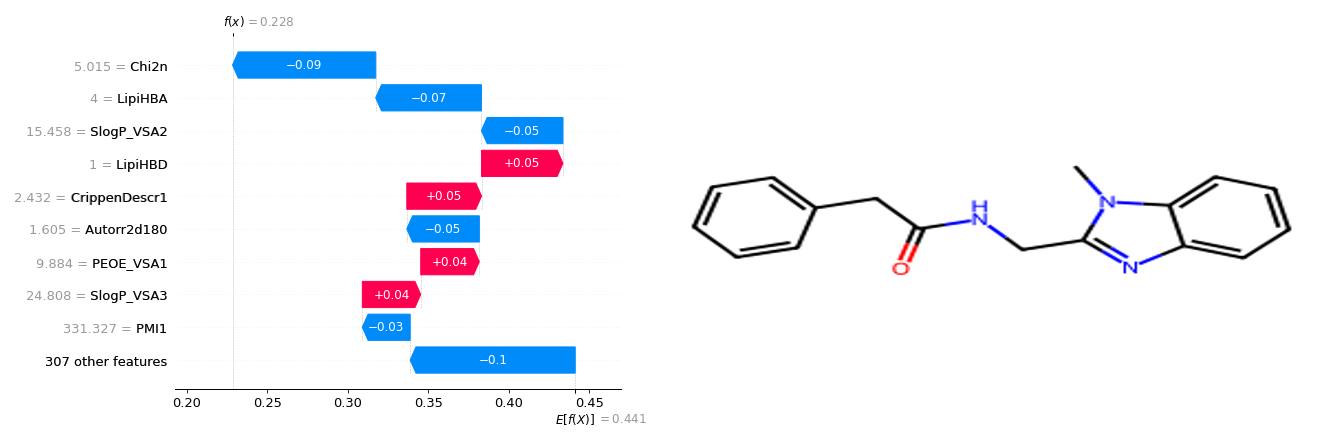 f(x) = 0.228
5.015 = Chi2n
−0.09
4 = LipiHBA
−0.07
15.458 = SlogP_VSA2
−0.05
1 = LipiHBD
+0.05
2.432 = CrippenDescr1
+0.05
1.605 = Autorr2d180
−0.05
9.884 = PEOE_VSA1
+0.04
24.808 = SlogP_VSA3
+0.04
331.327 = PMI1
−0.03
307 other features
−0.1
0.20 0.25 0.30 0.35 0.40 0.45
E[f(X)] = 0.441
H
N
O
N
N